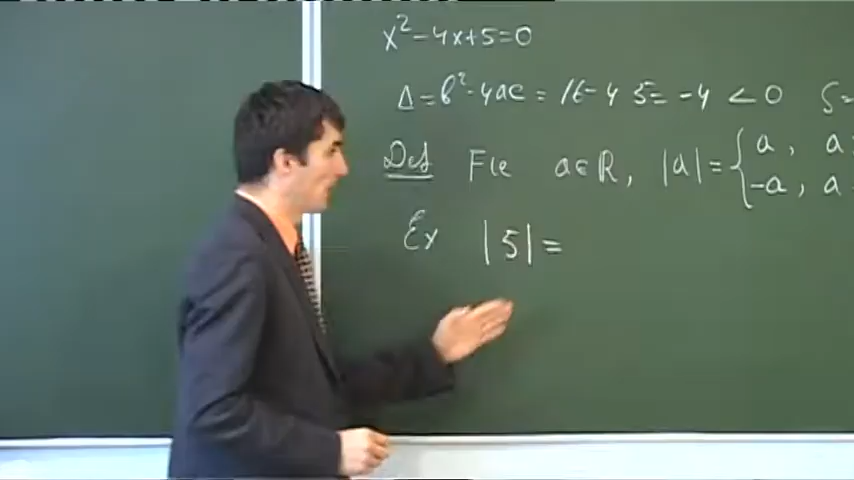 x²-4x+5=0
Δ=b²-4ac=16-4 5=-4 <0 S=
Def Fie a∈ℝ, |a|={a, a
-a, a
Ex |5|=